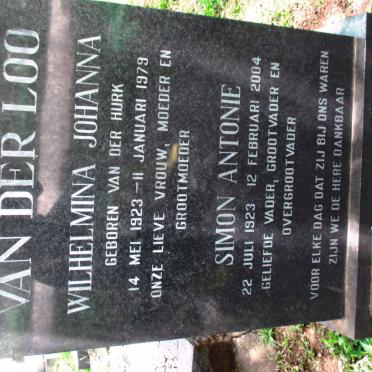 VAN DER LOO
WILHELMINA JOHANNA
GEBOREN VAN DER HURK
14 MEI 1923 - 11 JANUARI 1979
ONZE LIEVE VROUW, MOEDER EN
GROOTMOEDER
SIMON ANTONIE
22 JULI 1923 12 FEBRUARI 2004
GELIEFDE VADER, GROOTVADER EN
OVERGROOTVADER
VOOR ELKE DAG DAT ZIJ BIJ ONS WAREN
ZIJN WE DE HERE DANKBAAR